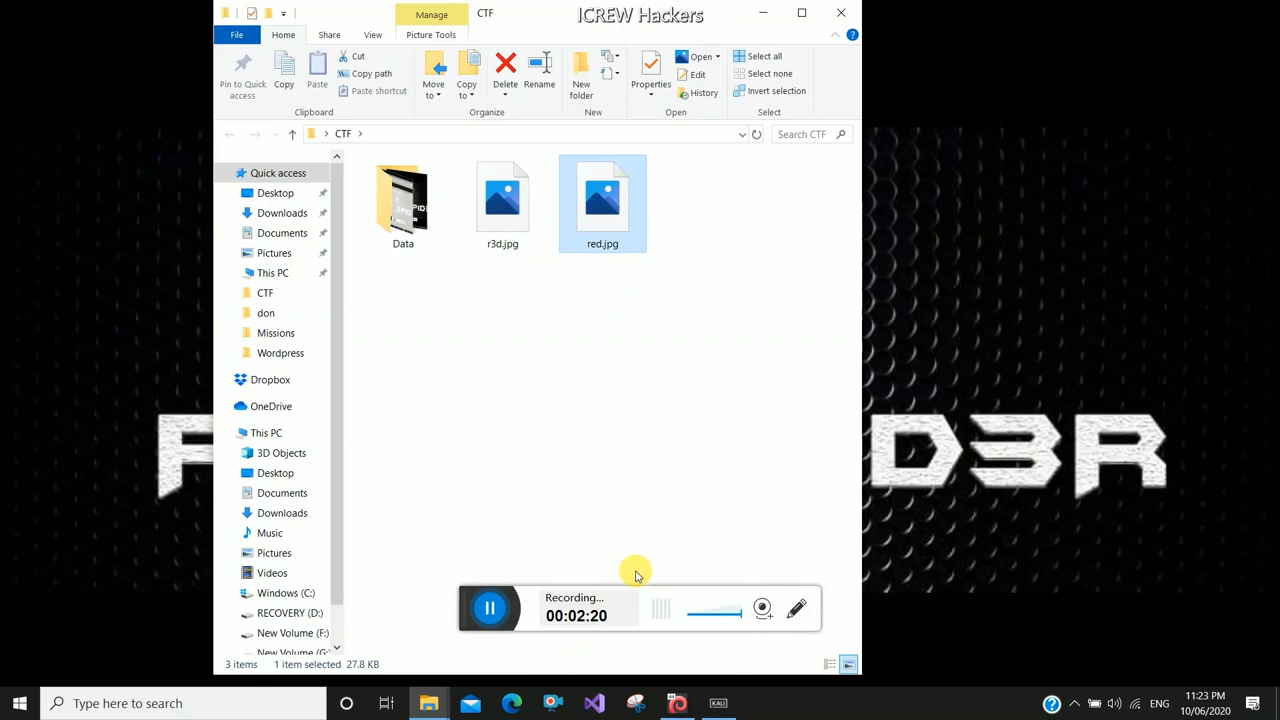 CTF
ICREW Hackers
Manage
File
Home
Share
View
Picture Tools
Pin to Quick access
Copy
Paste
Cut
Copy path
Paste shortcut
Clipboard
Move to
Copy to
Delete
Rename
Organize
New folder
New
Properties
Open
Edit
History
Open
Select all
Select none
Invert selection
Select
CTF
Search CTF
Quick access
Desktop
Downloads
Documents
Pictures
This PC
CTF
don
Missions
Wordpress
Dropbox
OneDrive
This PC
3D Objects
Desktop
Documents
Downloads
Music
Pictures
Videos
Windows (C:)
RECOVERY (D:)
New Volume (F:)
New Volume (G:)
Data
r3d.jpg
red.jpg
D3R
Recording...
00:02:20
3 items
1 item selected
27.8 KB
Type here to search
KALI
ENG
11:23 PM
10/06/2020